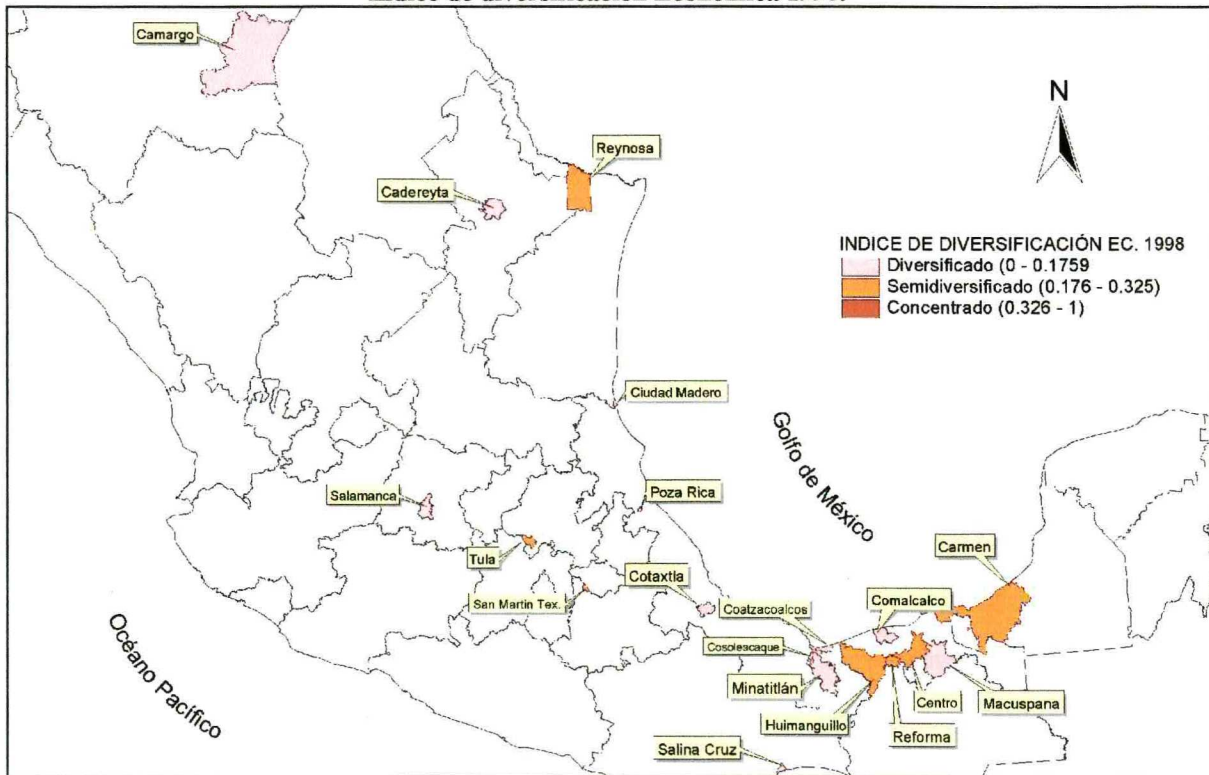 Camargo
N
Reynosa
Cadereyta
INDICE DE DIVERSIFICACIÓN EC. 1998
Diversificado (0 - 0.1759
Semidiversificado (0.176 - 0.325)
Concentrado (0.326 - 1)
Ciudad Madero
Golfo de México
Salamanca
Poza Rica
Tula
Carmen
Cotaxtla
San Martin Tex.
Coatzacoalcos
Comalcalco
Cosoleacaque
Océano Pacífico
Minatitlán
Centro
Macuspana
Huimanguillo
Reforma
Salina Cruz